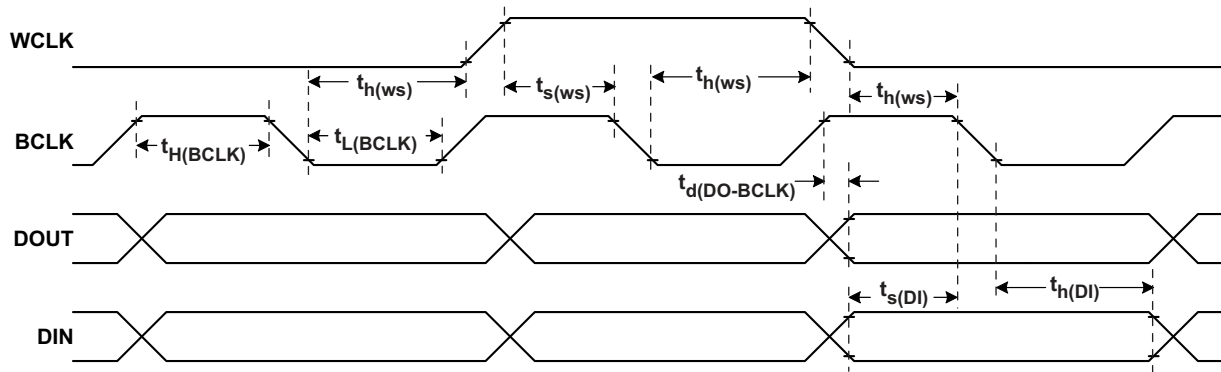 WCLK
t_h(ws) t_s(ws) t_h(ws) t_h(ws)
BCLK
t_H(BCLK) t_L(BCLK)
t_d(DO-BCLK)
DOUT
t_s(DI) t_h(DI)
DIN